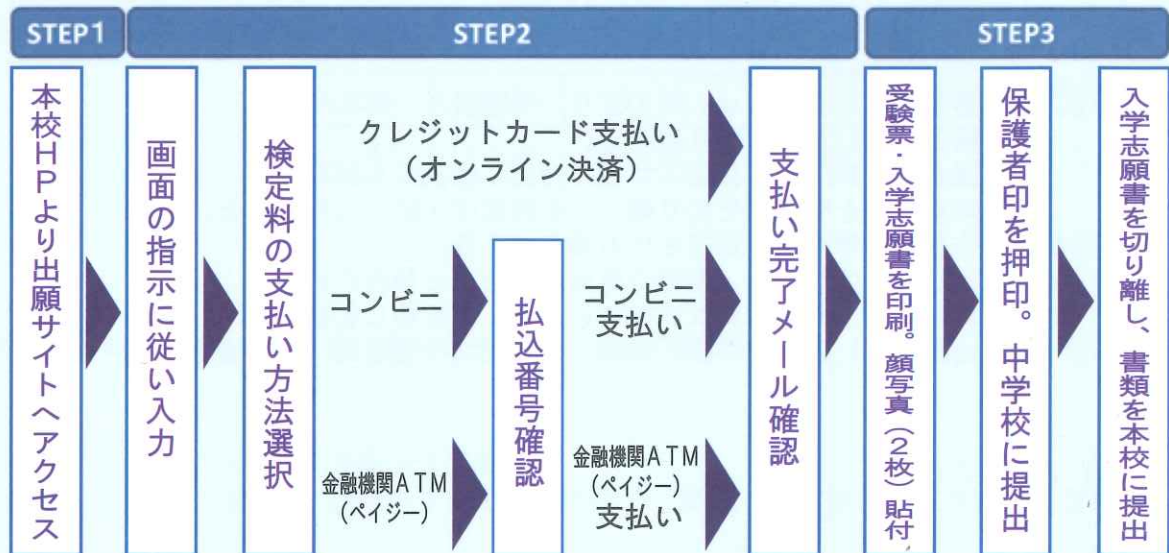 STEP1
STEP2
STEP3
本校HPより出願サイトへアクセス
画面の指示に従い入力
検定料の支払い方法選択
クレジットカード支払い
(オンライン決済)
コンビニ
払込番号確認
コンビニ
支払い
金融機関ATM
(ペイジー)
金融機関ATM
(ペイジー)
支払い
支払い完了メール確認
受験票・入学志願書を印刷。顔写真(2枚)貼付
保護者印を押印。中学校に提出
入学志願書を切り離し、書類を本校に提出